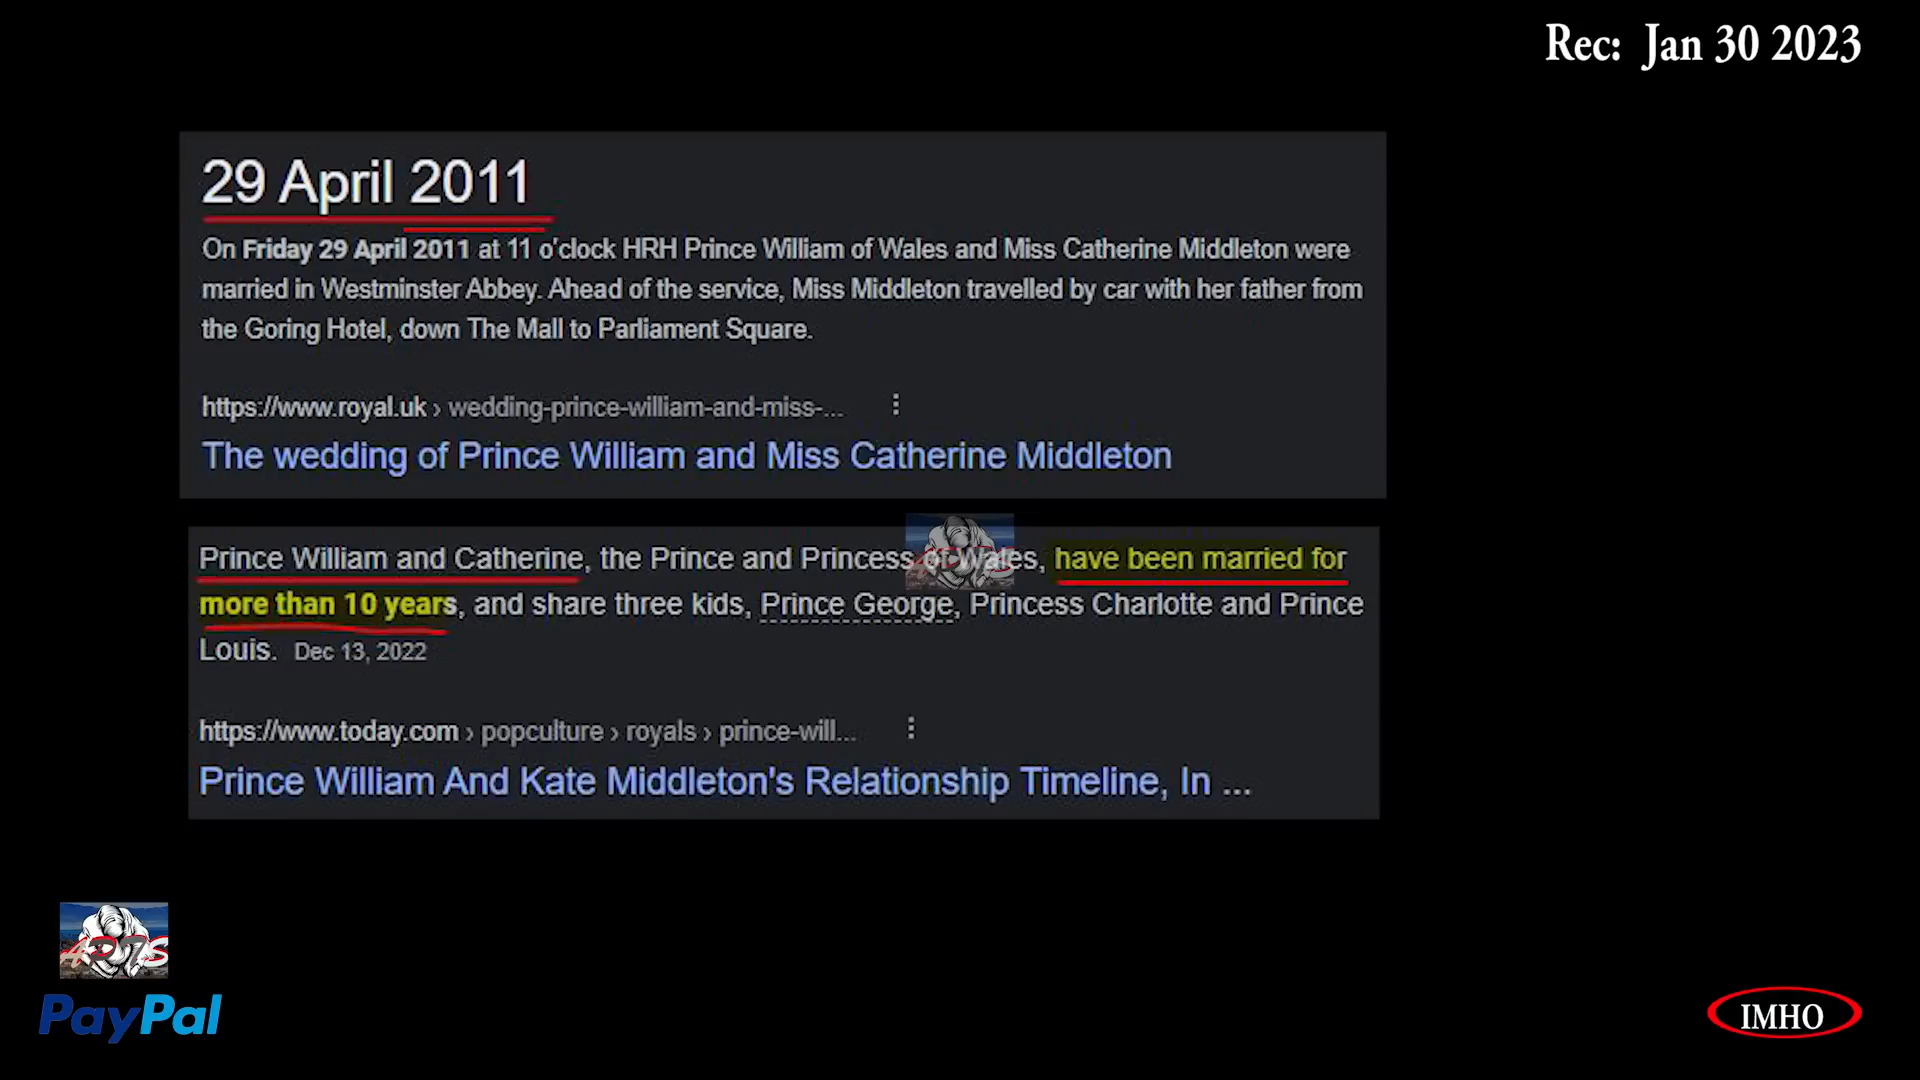 Rec: Jan 30 2023
29 April 2011
On Friday 29 April 2011 at 11 o'clock HRH Prince William of Wales and Miss Catherine Middleton were
married in Westminster Abbey. Ahead of the service, Miss Middleton travelled by car with her father from
the Goring Hotel, down The Mall to Parliament Square.
https://www.royal.uk › wedding-prince-william-and-miss-...
The wedding of Prince William and Miss Catherine Middleton
Prince William and Catherine, the Prince and Princess of Wales, have been married for
more than 10 years, and share three kids, Prince George, Princess Charlotte and Prince
Louis. Dec 13, 2022
https://www.today.com › popculture › royals › prince-will...
Prince William And Kate Middleton's Relationship Timeline, In ...
PayPal
IMHO